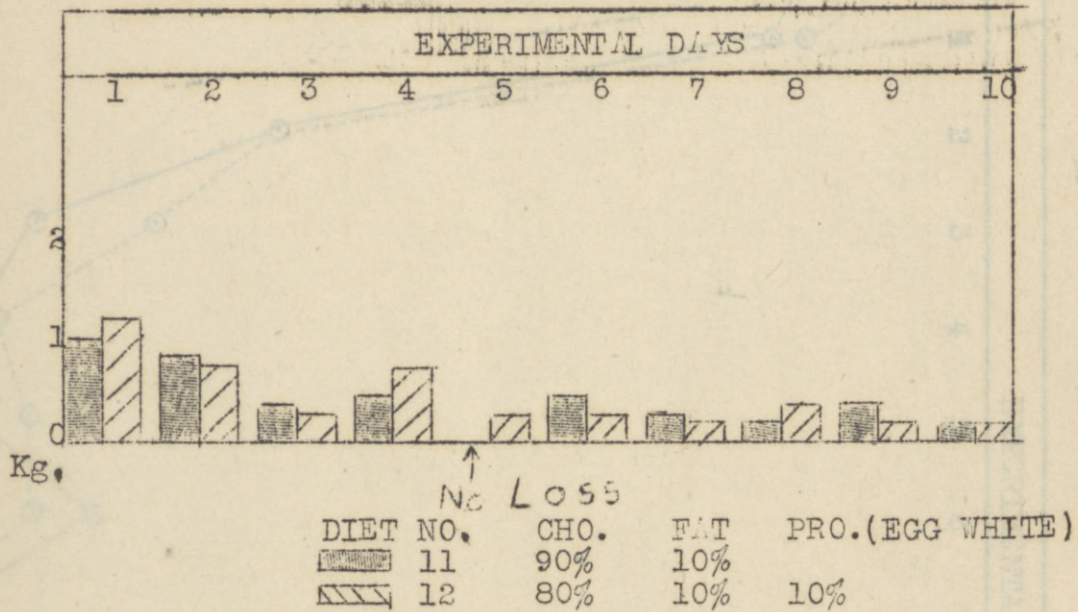 EXPERIMENTAL DAYS
1 2 3 4 5 6 7 8 9 10
2
1
0
Kg.
No Loss
DIET NO. CHO. FAT PRO.(EGG WHITE)
11 90% 10%
12 80% 10% 10%